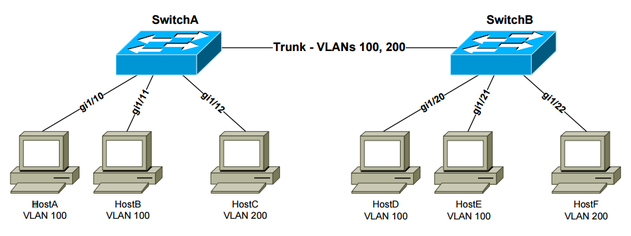 SwitchA
SwitchB
Trunk - VLANs 100, 200
gi1/10
gi1/11
gi1/12
gi1/20
gi1/21
gi1/22
HostA
VLAN 100
HostB
VLAN 100
HostC
VLAN 200
HostD
VLAN 100
HostE
VLAN 100
HostF
VLAN 200